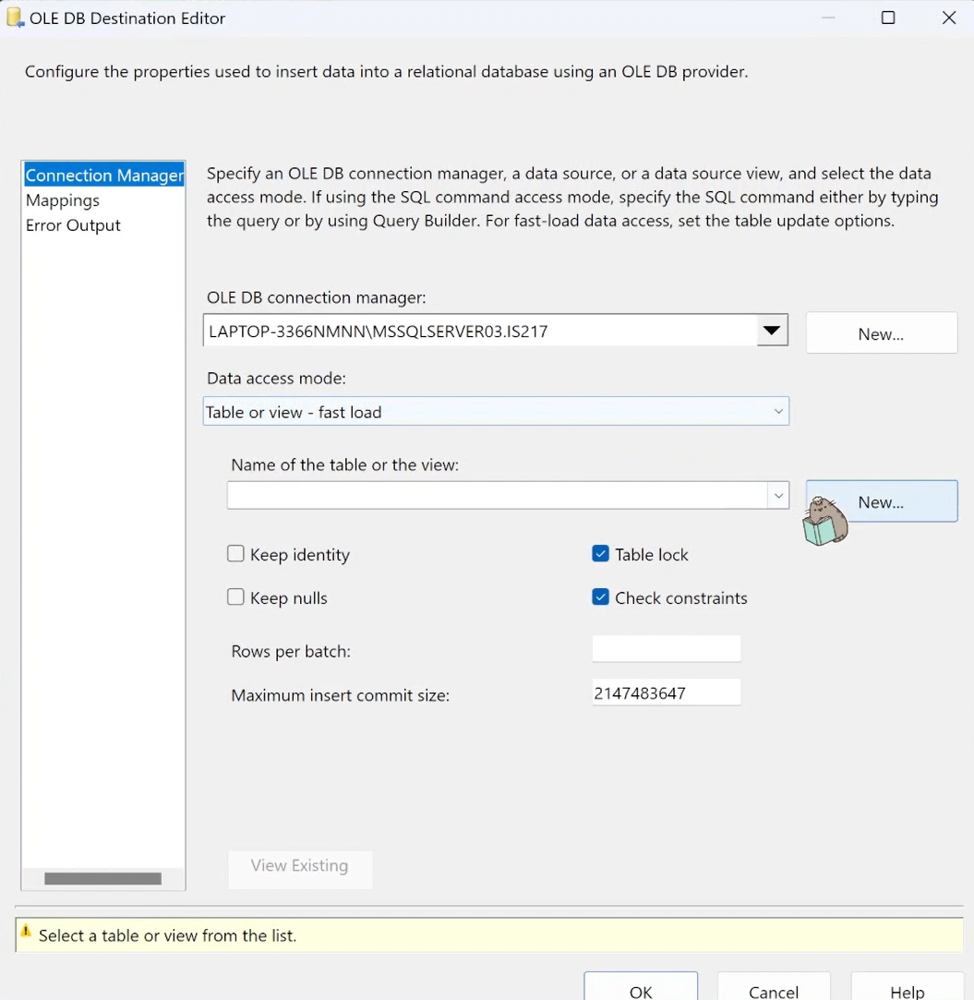 OLE DB Destination Editor
Configure the properties used to insert data into a relational database using an OLE DB provider.
Connection Manager
Mappings
Error Output
Specify an OLE DB connection manager, a data source, or a data source view, and select the data
access mode. If using the SQL command access mode, specify the SQL command either by typing
the query or by using Query Builder. For fast-load data access, set the table update options.
OLE DB connection manager:
LAPTOP-3366NMNN\MSSQLSERVER03.IS217
New...
Data access mode:
Table or view - fast load
Name of the table or the view:
New...
Keep identity
Table lock
Keep nulls
Check constraints
Rows per batch:
Maximum insert commit size:
2147483647
View Existing
Select a table or view from the list.
OK
Cancel
Help